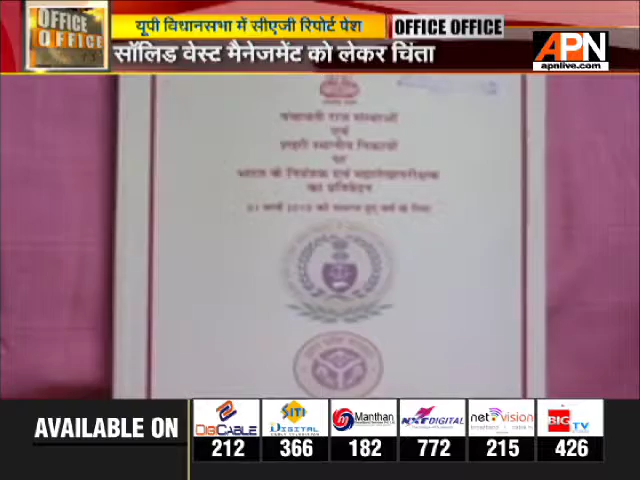 OFFICE OFFICE
यूपी विधानसभा में सीएजी रिपोर्ट पेश
OFFICE OFFICE
सॉलिड वेस्ट मैनेजमेंट को लेकर चिंता
APN
apnlive.com
पंचायती राज संस्थाओं
एवं
शहरी स्थानीय निकायों
पर
भारत के नियंत्रक एवं महालेखापरीक्षक
का प्रतिवेदन
AVAILABLE ON
DIGICABLE
212
SITI
DIGITAL
366
Manthan
182
NXTDIGITAL
772
netvision
215
BIG TV
426